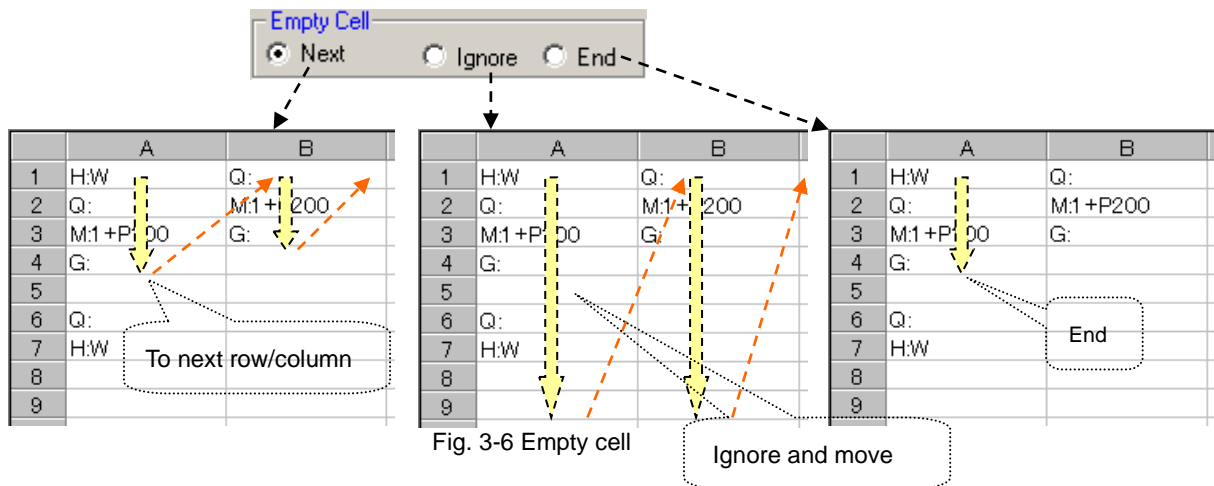 Empty Cell
Next Ignore End
A B
1 H:W Q:
2 Q: M:1+P200
3 M:1+P200 G:
4 G:
5
6 Q:
7 H:W
8
9
To next row/column
A B
1 H:W Q:
2 Q: M:1+P200
3 M:1+P200 G:
4 G:
5
6 Q:
7 H:W
8
9
Ignore and move
A B
1 H:W Q:
2 Q: M:1+P200
3 M:1+P200 G:
4 G:
5
6 Q:
7 H:W
8
9
End
Fig. 3-6 Empty cell